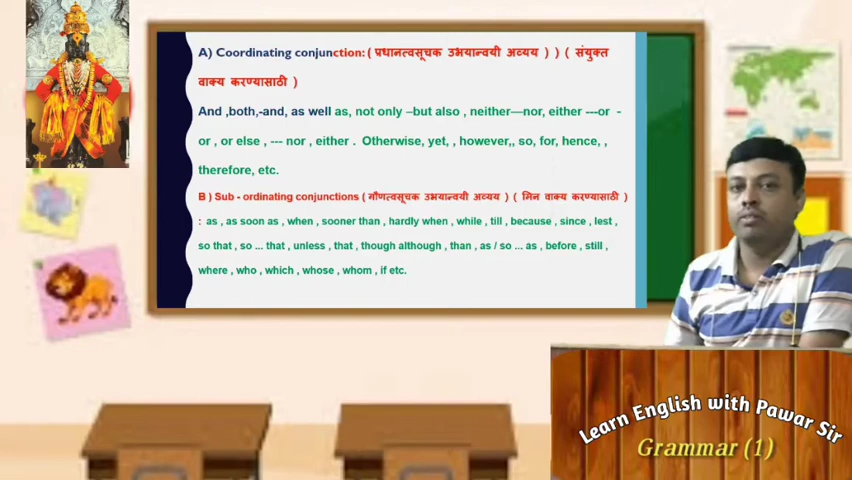 A) Coordinating conjunction: ( प्रधानत्वसूचक उभयान्वयी अव्यय ) ) ( संयुक्त
वाक्य करण्यासाठी )
And ,both,-and, as well as, not only –but also , neither—nor, either ---or -
or , or else , --- nor , either . Otherwise, yet, , however,, so, for, hence, ,
therefore, etc.
B ) Sub - ordinating conjunctions ( गौणत्वसूचक उभयान्वयी अव्यय ) ( मिन वाक्य करण्यासाठी )
: as , as soon as , when , sooner than , hardly when , while , till , because , since , lest ,
so that , so ... that , unless , that , though although , than , as / so ... as , before , still ,
where , who , which , whose , whom , if etc.
Learn English with Pawar Sir
Grammar (1)